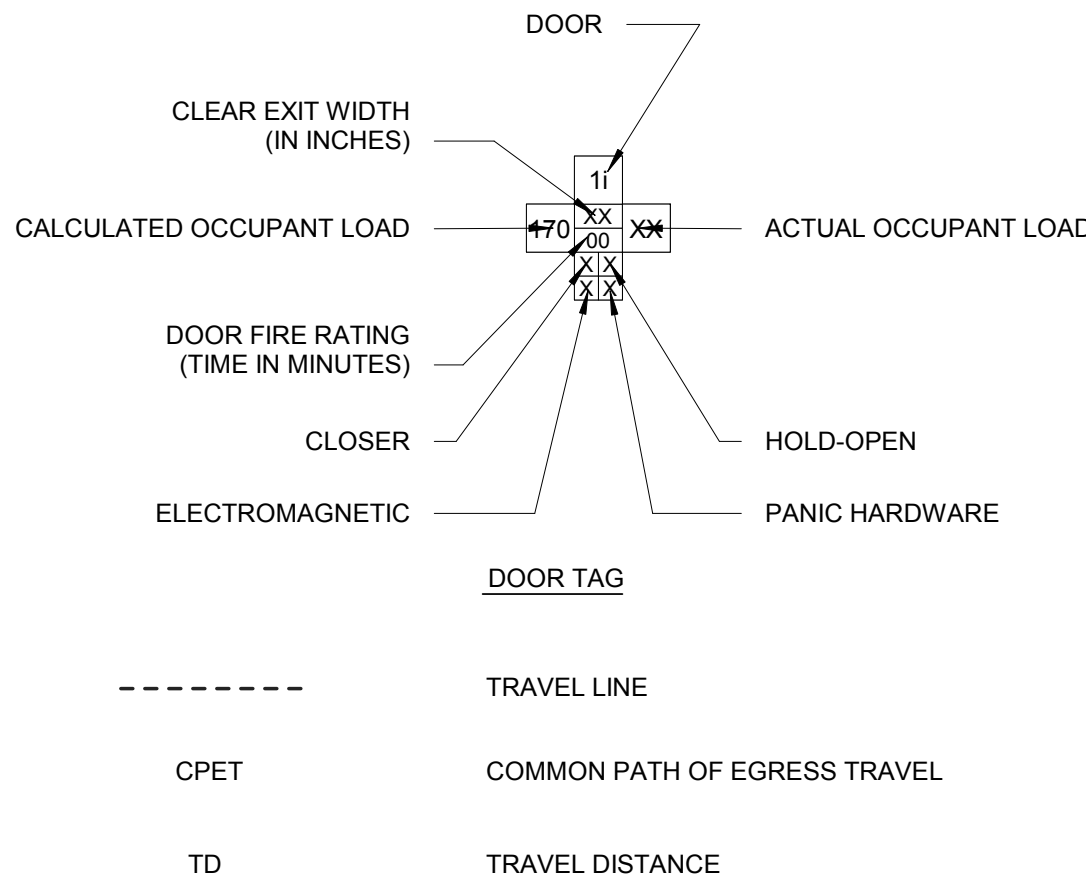 DOOR
CLEAR EXIT WIDTH
(IN INCHES)
1i
XX
CALCULATED OCCUPANT LOAD
170
XX
ACTUAL OCCUPANT LOAD
00
X X
X X
DOOR FIRE RATING
(TIME IN MINUTES)
CLOSER
HOLD-OPEN
ELECTROMAGNETIC
PANIC HARDWARE
DOOR TAG
TRAVEL LINE
CPET COMMON PATH OF EGRESS TRAVEL
TD TRAVEL DISTANCE